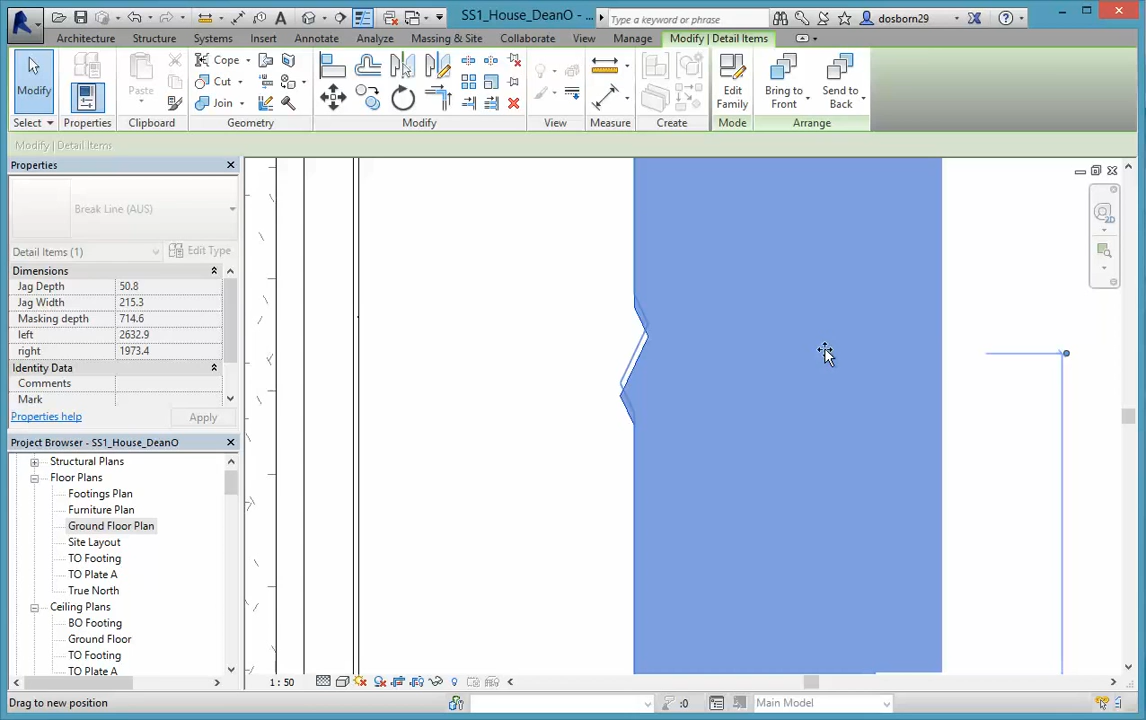 SS1_House_DeanO - ...
Type a keyword or phrase
dosborn29
Architecture
Structure
Systems
Insert
Annotate
Analyze
Massing & Site
Collaborate
View
Manage
Modify | Detail Items
Modify
Paste
Cope
Cut
Join
Edit Family
Bring to Front
Send to Back
Select
Properties
Clipboard
Geometry
Modify
View
Measure
Create
Mode
Arrange
Modify | Detail Items
Properties
Break Line (AUS)
Detail Items (1)
Edit Type
Dimensions
Jag Depth 50.8
Jag Width 215.3
Masking depth 714.6
left 2632.9
right 1973.4
Identity Data
Comments
Mark
Properties help
Apply
Project Browser - SS1_House_DeanO
Structural Plans
Floor Plans
Footings Plan
Furniture Plan
Ground Floor Plan
Site Layout
TO Footing
TO Plate A
True North
Ceiling Plans
BO Footing
Ground Floor
TO Footing
TO Plate A
2D
1 : 50
Drag to new position
:0
Main Model